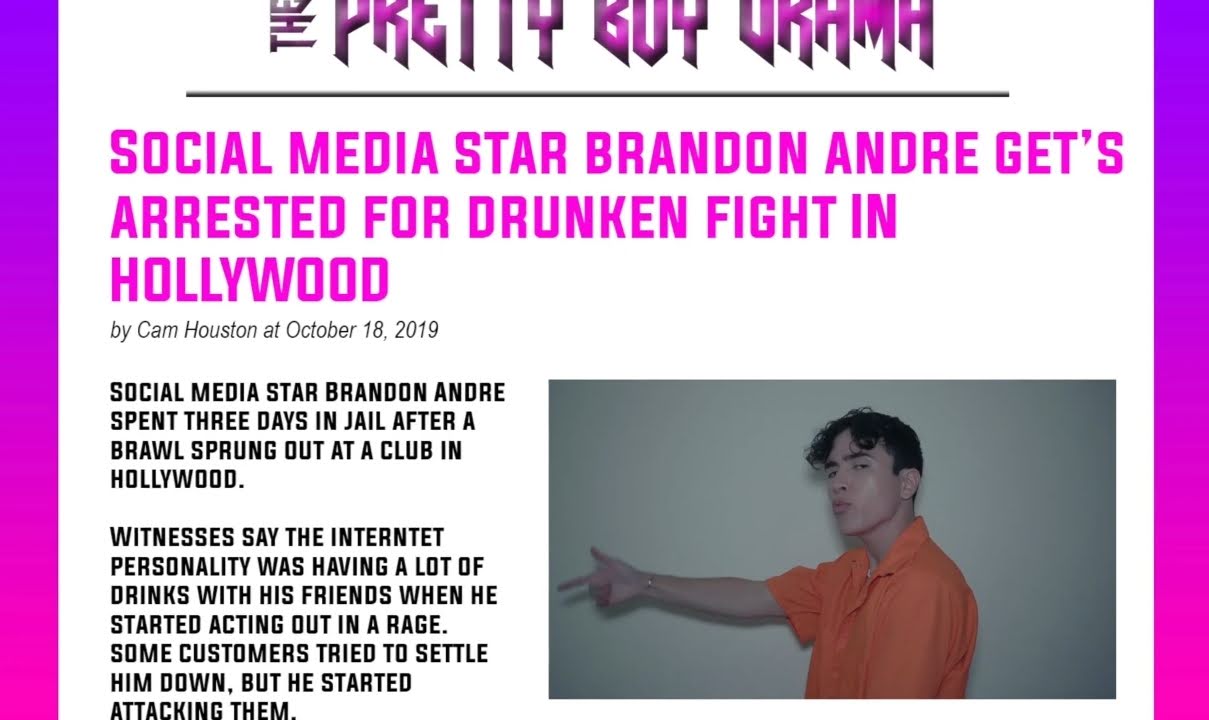 THE PRETTY BOY DRAMA
SOCIAL MEDIA STAR BRANDON ANDRE GET'S
ARRESTED FOR DRUNKEN FIGHT IN
HOLLYWOOD
by Cam Houston at October 18, 2019
SOCIAL MEDIA STAR BRANDON ANDRE
SPENT THREE DAYS IN JAIL AFTER A
BRAWL SPRUNG OUT AT A CLUB IN
HOLLYWOOD.
WITNESSES SAY THE INTERNTET
PERSONALITY WAS HAVING A LOT OF
DRINKS WITH HIS FRIENDS WHEN HE
STARTED ACTING OUT IN A RAGE.
SOME CUSTOMERS TRIED TO SETTLE
HIM DOWN, BUT HE STARTED
ATTACKING THEM.